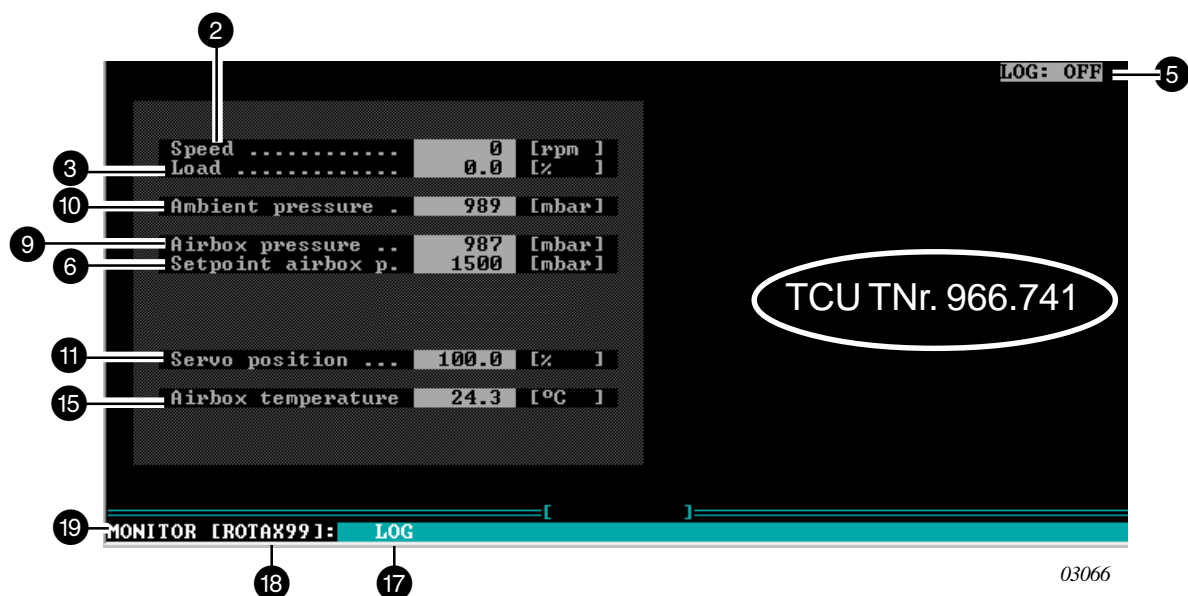 2
LOG: OFF 5
Speed ............ 0 [rpm ]
3 Load ............. 0.0 [% ]
10 Ambient pressure . 989 [mbar]
9 Airbox pressure .. 987 [mbar]
6 Setpoint airbox p. 1500 [mbar]
TCU TNr. 966.741
11 Servo position ... 100.0 [% ]
15 Airbox temperature 24.3 [ºC ]
[ ]
19 MONITOR [ROTAX99]: LOG
18 17
03066